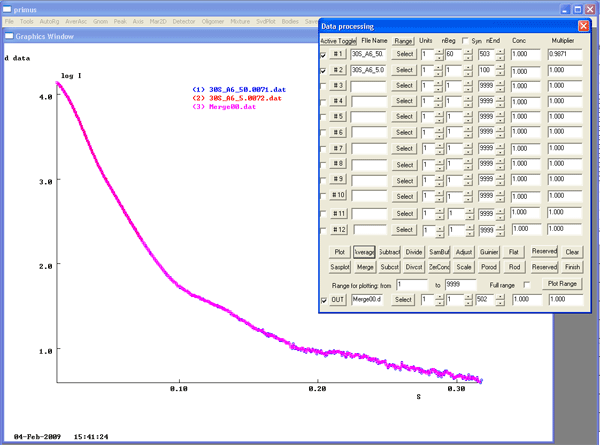 primus
File Tools AutoRg AverAsc Gnom Peak Axis Mar2D Detector Oligomer Mixture SvdPlot Bodies
Graphics Window
d data
log I
(1) 30S_A6_50.0071.dat
(2) 30S_A6_5.0072.dat
(3) Merge00.dat
4.0
3.0
2.0
1.0
0.10 0.20 0.30
S
04-Feb-2009 15:41:24
Data processing
Active Toggle File Name Range Units nBeg Syn nEnd Conc Multiplier
# 1 30S_A6_50. Select 1 60 503 1.000 0.9871
# 2 30S_A6_5.0 Select 1 1 100 1.000 1.000
# 3 Select 1 1 9999 1.000 1.000
# 4 Select 1 1 9999 1.000 1.000
# 5 Select 1 1 9999 1.000 1.000
# 6 Select 1 1 9999 1.000 1.000
# 7 Select 1 1 9999 1.000 1.000
# 8 Select 1 1 9999 1.000 1.000
# 9 Select 1 1 9999 1.000 1.000
# 10 Select 1 1 9999 1.000 1.000
# 11 Select 1 1 9999 1.000 1.000
# 12 Select 1 1 9999 1.000 1.000
Plot Average Subtract Divide SamBuf Adjust Guinier Flat Reserved Clear
Sasplot Merge Subcst Divcst ZerConc Scale Porod Rod Reserved Finish
Range for plotting: from 1 to 9999 Full range Plot Range
OUT Merge00.d Select 1 1 502 1.000 1.000